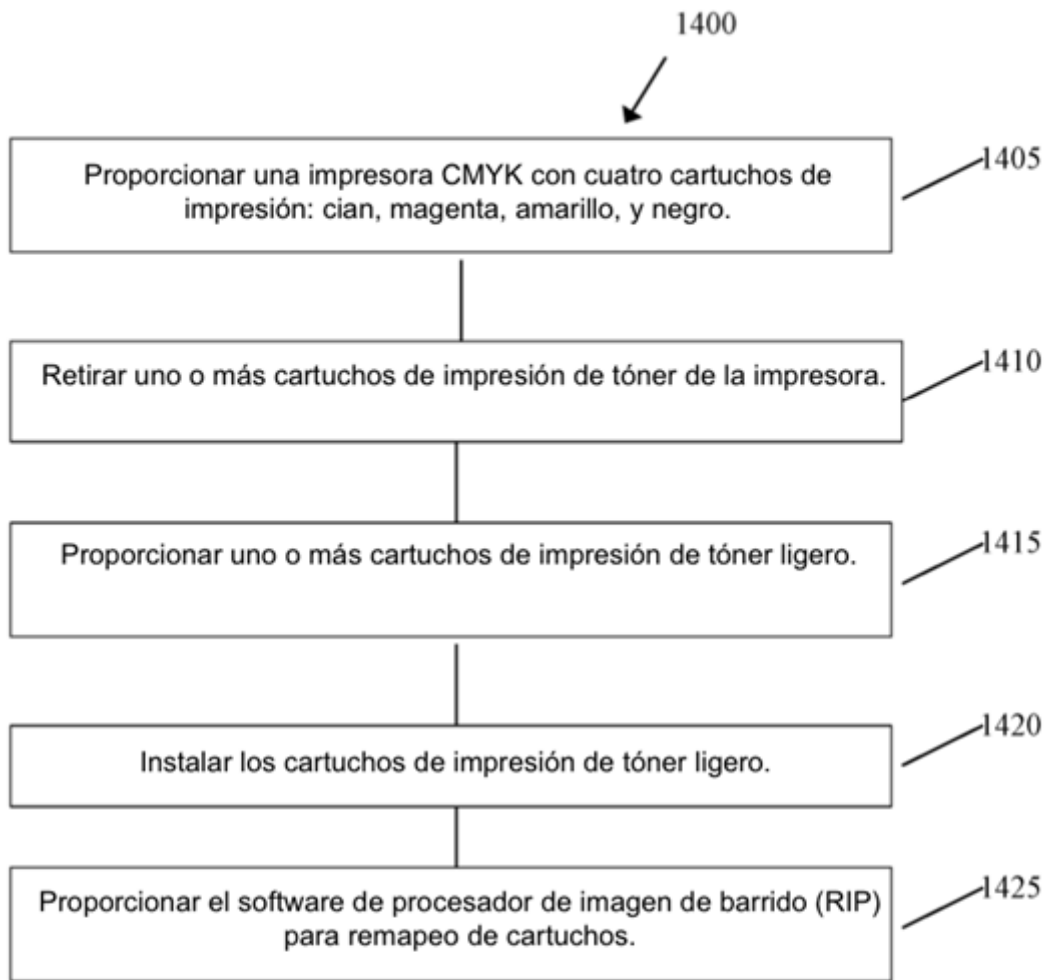 1400
Proporcionar una impresora CMYK con cuatro cartuchos de
impresión: cian, magenta, amarillo, y negro.
1405
Retirar uno o más cartuchos de impresión de tóner de la impresora.
1410
Proporcionar uno o más cartuchos de impresión de tóner ligero.
1415
Instalar los cartuchos de impresión de tóner ligero.
1420
Proporcionar el software de procesador de imagen de barrido (RIP)
para remapeo de cartuchos.
1425